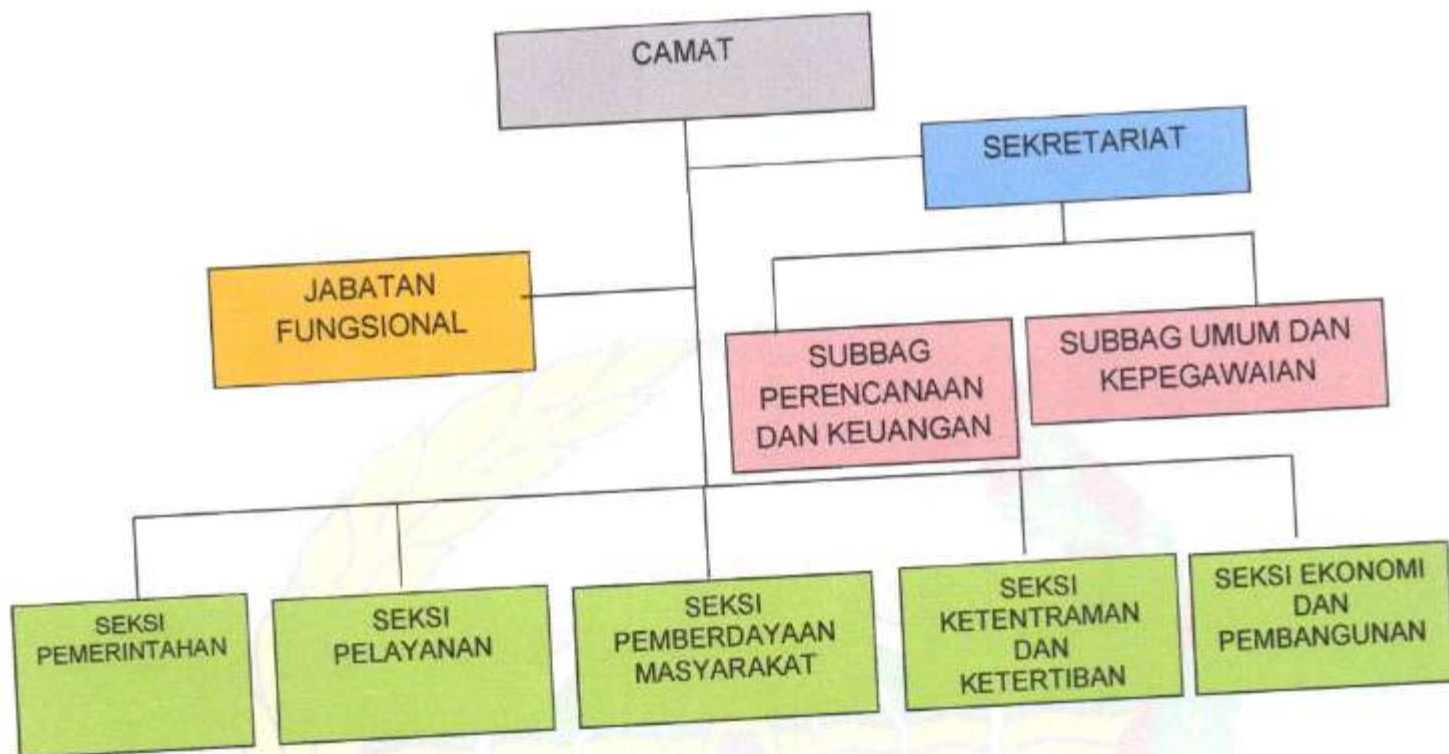 CAMAT
SEKRETARIAT
JABATAN
FUNGSIONAL
SUBBAG
PERENCANAAN
DAN KEUANGAN
SUBBAG UMUM DAN
KEPEGAWAIAN
SEKSI
PEMERINTAHAN
SEKSI
PELAYANAN
SEKSI
PEMBERDAYAAN
MASYARAKAT
SEKSI
KETENTRAMAN
DAN
KETERTIBAN
SEKSI EKONOMI
DAN
PEMBANGUNAN